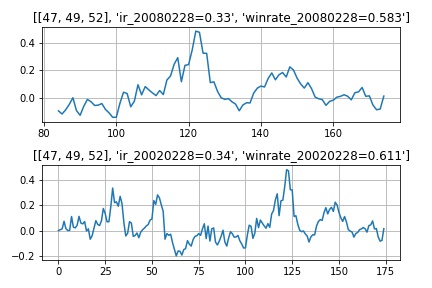 [[47, 49, 52], 'ir_20080228=0.33', 'winrate_20080228=0.583']
0.4
0.2
0.0
80 100 120 140 160
[[47, 49, 52], 'ir_20020228=0.34', 'winrate_20020228=0.611']
0.4
0.2
0.0
−0.2
0 25 50 75 100 125 150 175